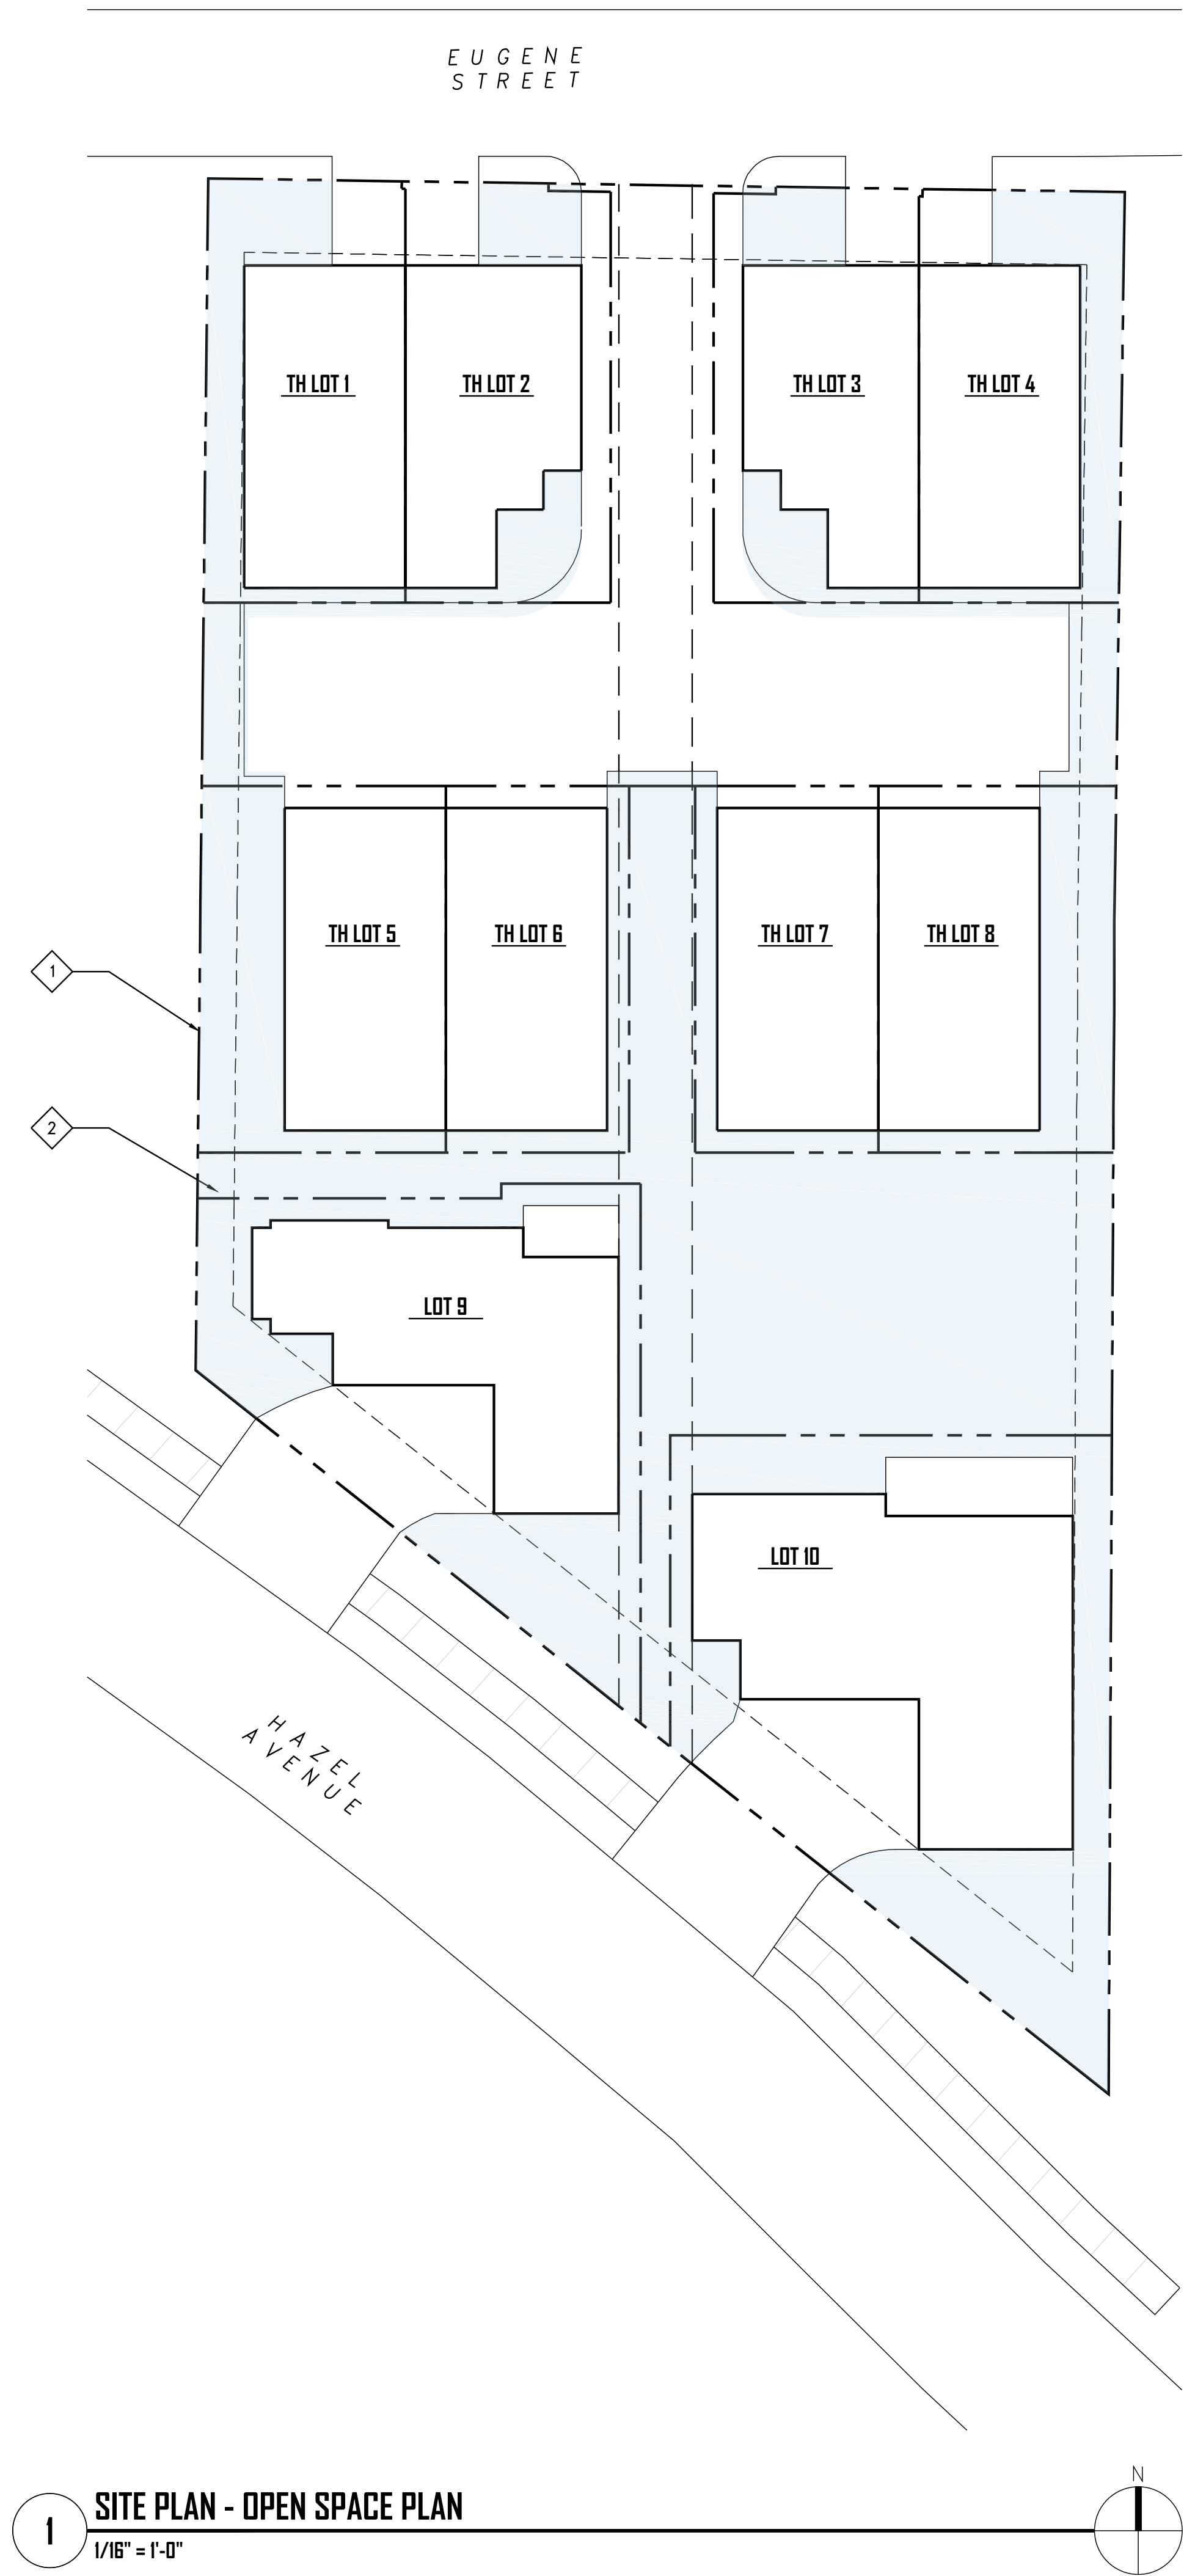 EUGENE
STREET
TH LOT 1
TH LOT 2
TH LOT 3
TH LOT 4
TH LOT 5
TH LOT 6
TH LOT 7
TH LOT 8
1
2
LOT 9
LOT 10
HAZEL
AVENUE
N
1
SITE PLAN - OPEN SPACE PLAN
1/16" = 1'-0"